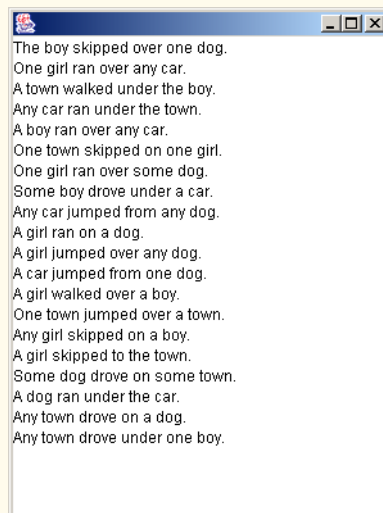 The boy skipped over one dog.
One girl ran over any car.
A town walked under the boy.
Any car ran under the town.
A boy ran over any car.
One town skipped on one girl.
One girl ran over some dog.
Some boy drove under a car.
Any car jumped from any dog.
A girl ran on a dog.
A girl jumped over any dog.
A car jumped from one dog.
A girl walked over a boy.
One town jumped over a town.
Any girl skipped on a boy.
A girl skipped to the town.
Some dog drove on some town.
A dog ran under the car.
Any town drove on a dog.
Any town drove under one boy.